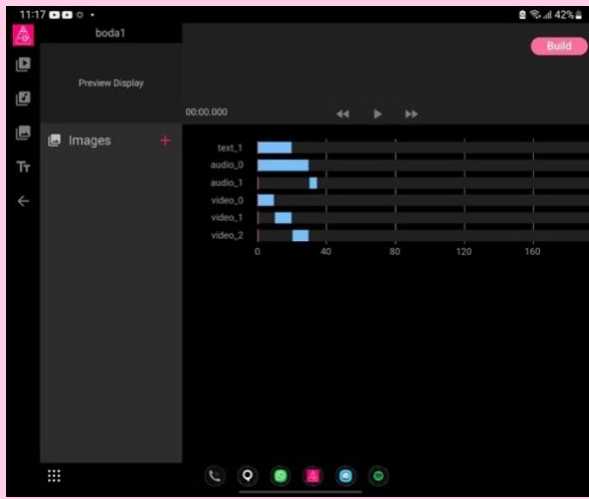 11:17
42%
boda1
Build
Preview Display
00:00.000
Images
Tт
text_1
audio_0
audio_1
video_0
video_1
video_2
0 40 80 120 160